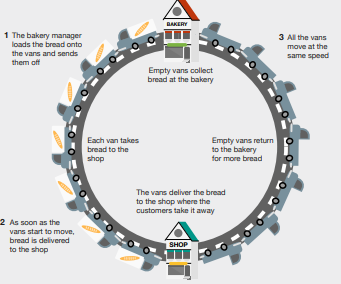 BAKERY
1 The bakery manager
loads the bread onto
the vans and sends
them off
3 All the vans
move at the
same speed
Empty vans collect
bread at the bakery
Each van takes
bread to the
shop
Empty vans return
to the bakery
for more bread
The vans deliver the bread
to the shop where the
customers take it away
2 As soon as the
vans start to move,
bread is delivered
to the shop
SHOP